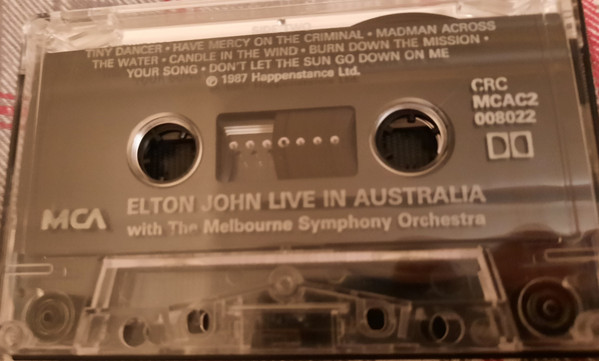 TINY DANCER • HAVE MERCY ON THE CRIMINAL • MADMAN ACROSS
THE WATER • CANDLE IN THE WIND • BURN DOWN THE MISSION •
YOUR SONG • DON'T LET THE SUN GO DOWN ON ME
℗ 1987 Happenstance Ltd.
CRC
MCAC2
008022
MCA
ELTON JOHN LIVE IN AUSTRALIA
with The Melbourne Symphony Orchestra